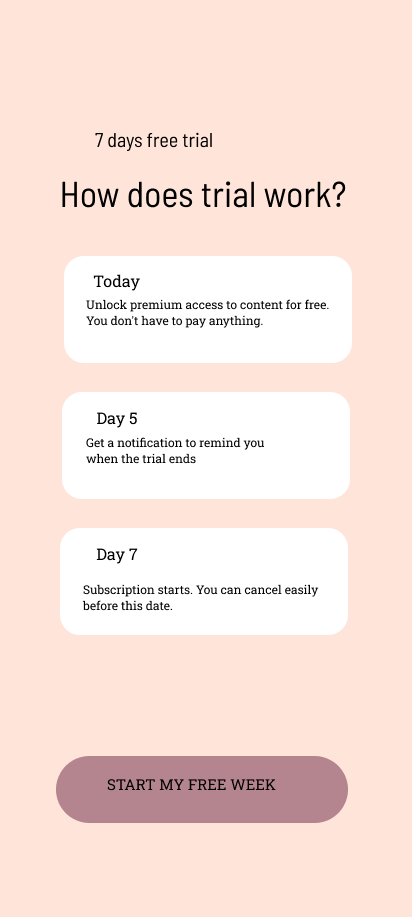 7 days free trial
How does trial work?
Today
Unlock premium access to content for free.
You don't have to pay anything.
Day 5
Get a notification to remind you
when the trial ends
Day 7
Subscription starts. You can cancel easily
before this date.
START MY FREE WEEK